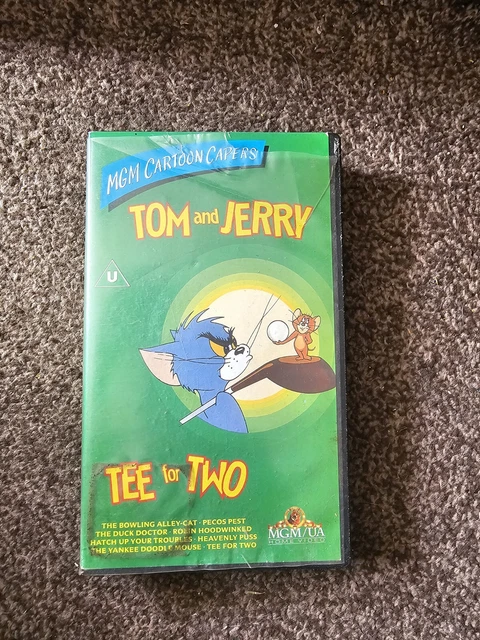 MGM CARTOON CAPERS
TOM and JERRY
U
TEE for TWO
THE BOWLING ALLEY-CAT · PECOS PEST
THE DUCK DOCTOR · ROBIN HOODWINKED
HATCH UP YOUR TROUBLES · HEAVENLY PUSS
THE YANKEE DOODLE MOUSE · TEE FOR TWO
MGM/UA
HOME VIDEO